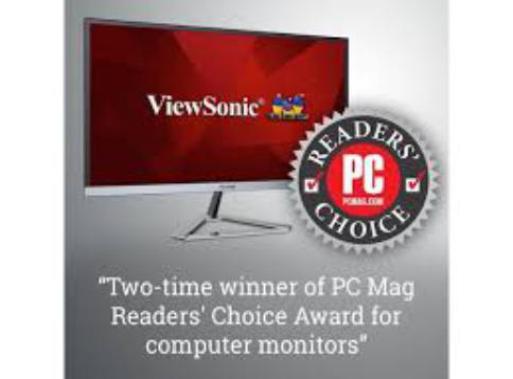 ViewSonic®
READERS'
PC
PCMAG.COM
CHOICE
"Two-time winner of PC Mag
Readers' Choice Award for
computer monitors"